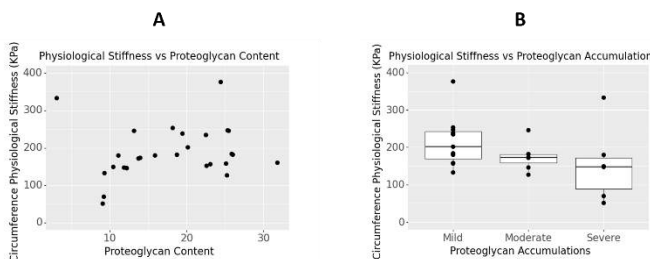 A
Physiological Stiffness vs Proteoglycan Content
Circumference Physiological Stiffness (KPa)
400
300
200
100
0
10
20
30
Proteoglycan Content
B
Physiological Stiffness vs Proteoglycan Accumulation
Circumference Physiological Stiffness (KPa)
400
300
200
100
0
Mild
Moderate
Severe
Proteoglycan Accumulations